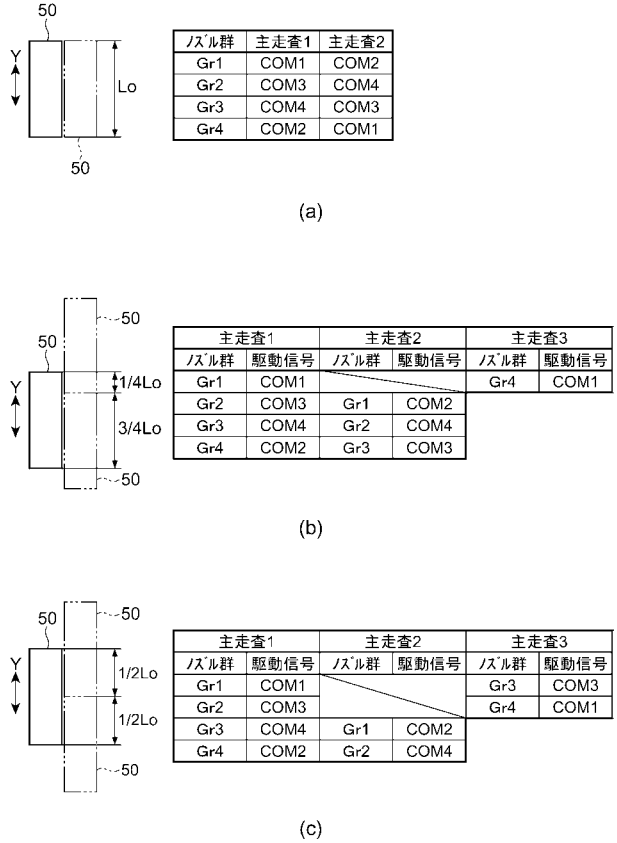 50
Y
Lo
50
ﾉｽﾞﾙ群 主走査1 主走査2
Gr1 COM1 COM2
Gr2 COM3 COM4
Gr3 COM4 COM3
Gr4 COM2 COM1
(a)
50
50
Y
1/4Lo
3/4Lo
50
主走査1 主走査2 主走査3
ﾉｽﾞﾙ群 駆動信号 ﾉｽﾞﾙ群 駆動信号 ﾉｽﾞﾙ群 駆動信号
Gr1 COM1 Gr4 COM1
Gr2 COM3 Gr1 COM2
Gr3 COM4 Gr2 COM4
Gr4 COM2 Gr3 COM3
(b)
50
50
Y
1/2Lo
1/2Lo
50
主走査1 主走査2 主走査3
ﾉｽﾞﾙ群 駆動信号 ﾉｽﾞﾙ群 駆動信号 ﾉｽﾞﾙ群 駆動信号
Gr1 COM1 Gr3 COM3
Gr2 COM3 Gr4 COM1
Gr3 COM4 Gr1 COM2
Gr4 COM2 Gr2 COM4
(c)